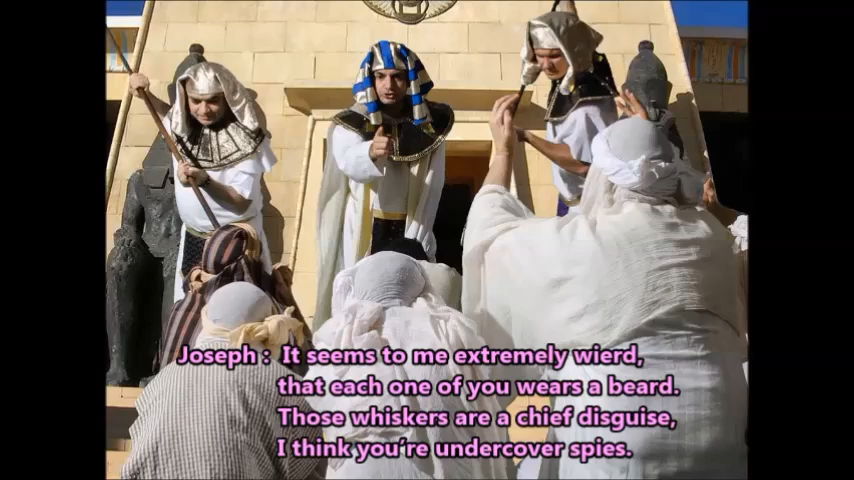 Joseph : It seems to me extremely wierd,
that each one of you wears a beard.
Those whiskers are a chief disguise,
I think you're undercover spies.